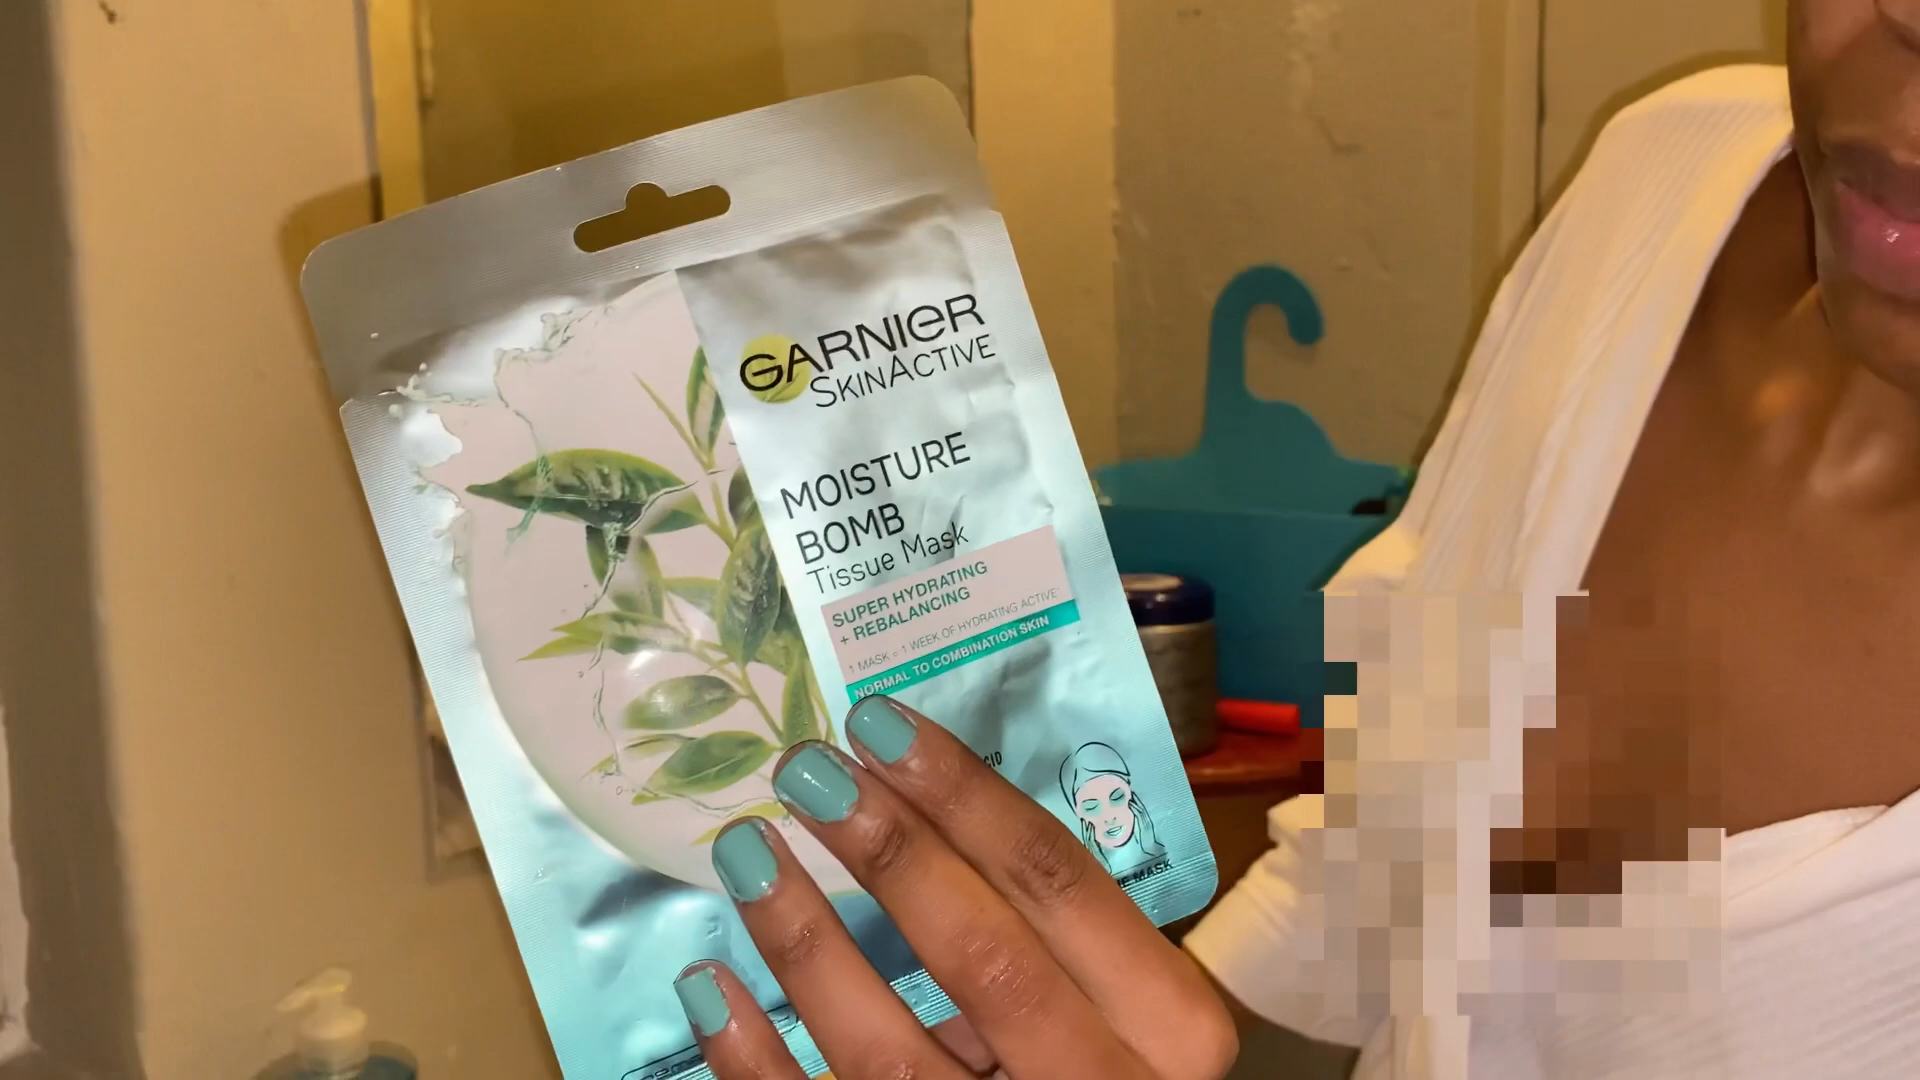 GARNIER
SKINACTIVE
MOISTURE
BOMB
Tissue Mask
SUPER HYDRATING
+ REBALANCING
1 MASK = 1 WEEK OF HYDRATING ACTIVE
NORMAL TO COMBINATION SKIN
MASK